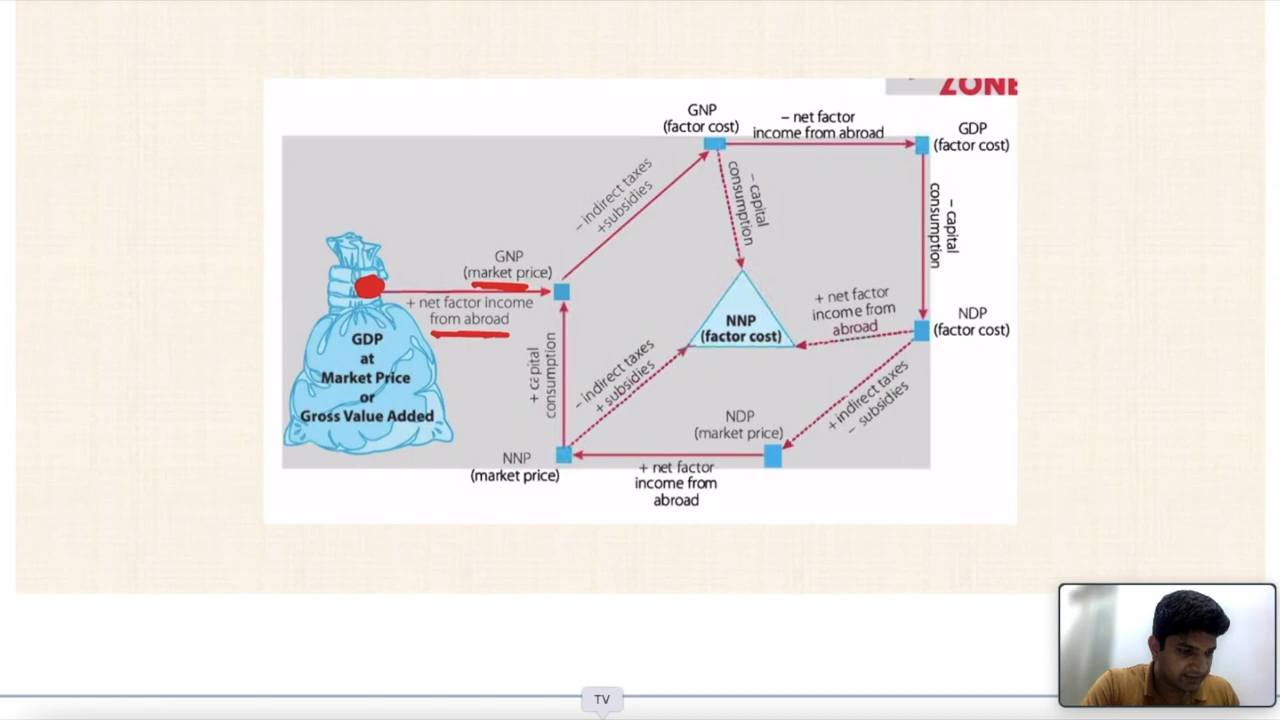 ZONE
GNP
(factor cost)
– net factor
income from abroad
GDP
(factor cost)
– indirect taxes
+subsidies
– capital
consumption
– capital
consumption
GNP
(market price)
+ net factor income
from abroad
GDP
at
Market Price
or
Gross Value Added
+ capital
consumption
– indirect taxes
+ subsidies
NNP
(factor cost)
+ net factor
income from
abroad
NDP
(factor cost)
+ indirect taxes
– subsidies
NDP
(market price)
NNP
(market price)
+ net factor
income from
abroad
TV